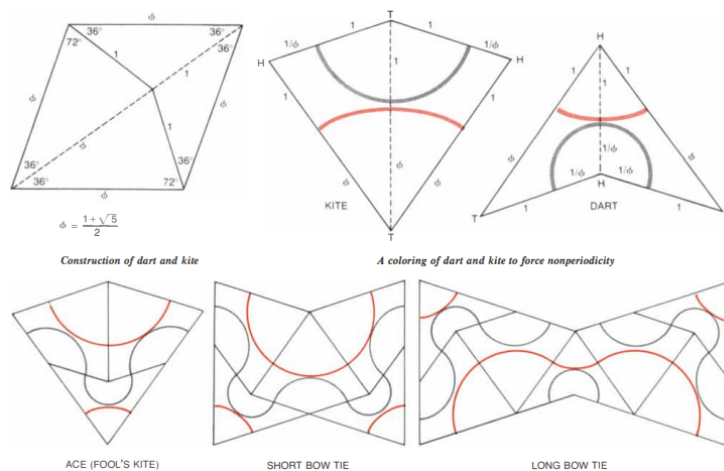 ϕ
36°
36°
72°
36°
1
1
ϕ
ϕ
1
36°
36°
36°
72°
ϕ
ϕ = 1 + √5
2
T
1
1
1/ϕ
1/ϕ
H
H
1
1
1
ϕ
ϕ
ϕ
KITE
T
H
1
1
1
ϕ
ϕ
1/ϕ
1/ϕ
1/ϕ
H
T
1
1
DART
Construction of dart and kite
A coloring of dart and kite to force nonperiodicity
ACE (FOOL'S KITE)
SHORT BOW TIE
LONG BOW TIE